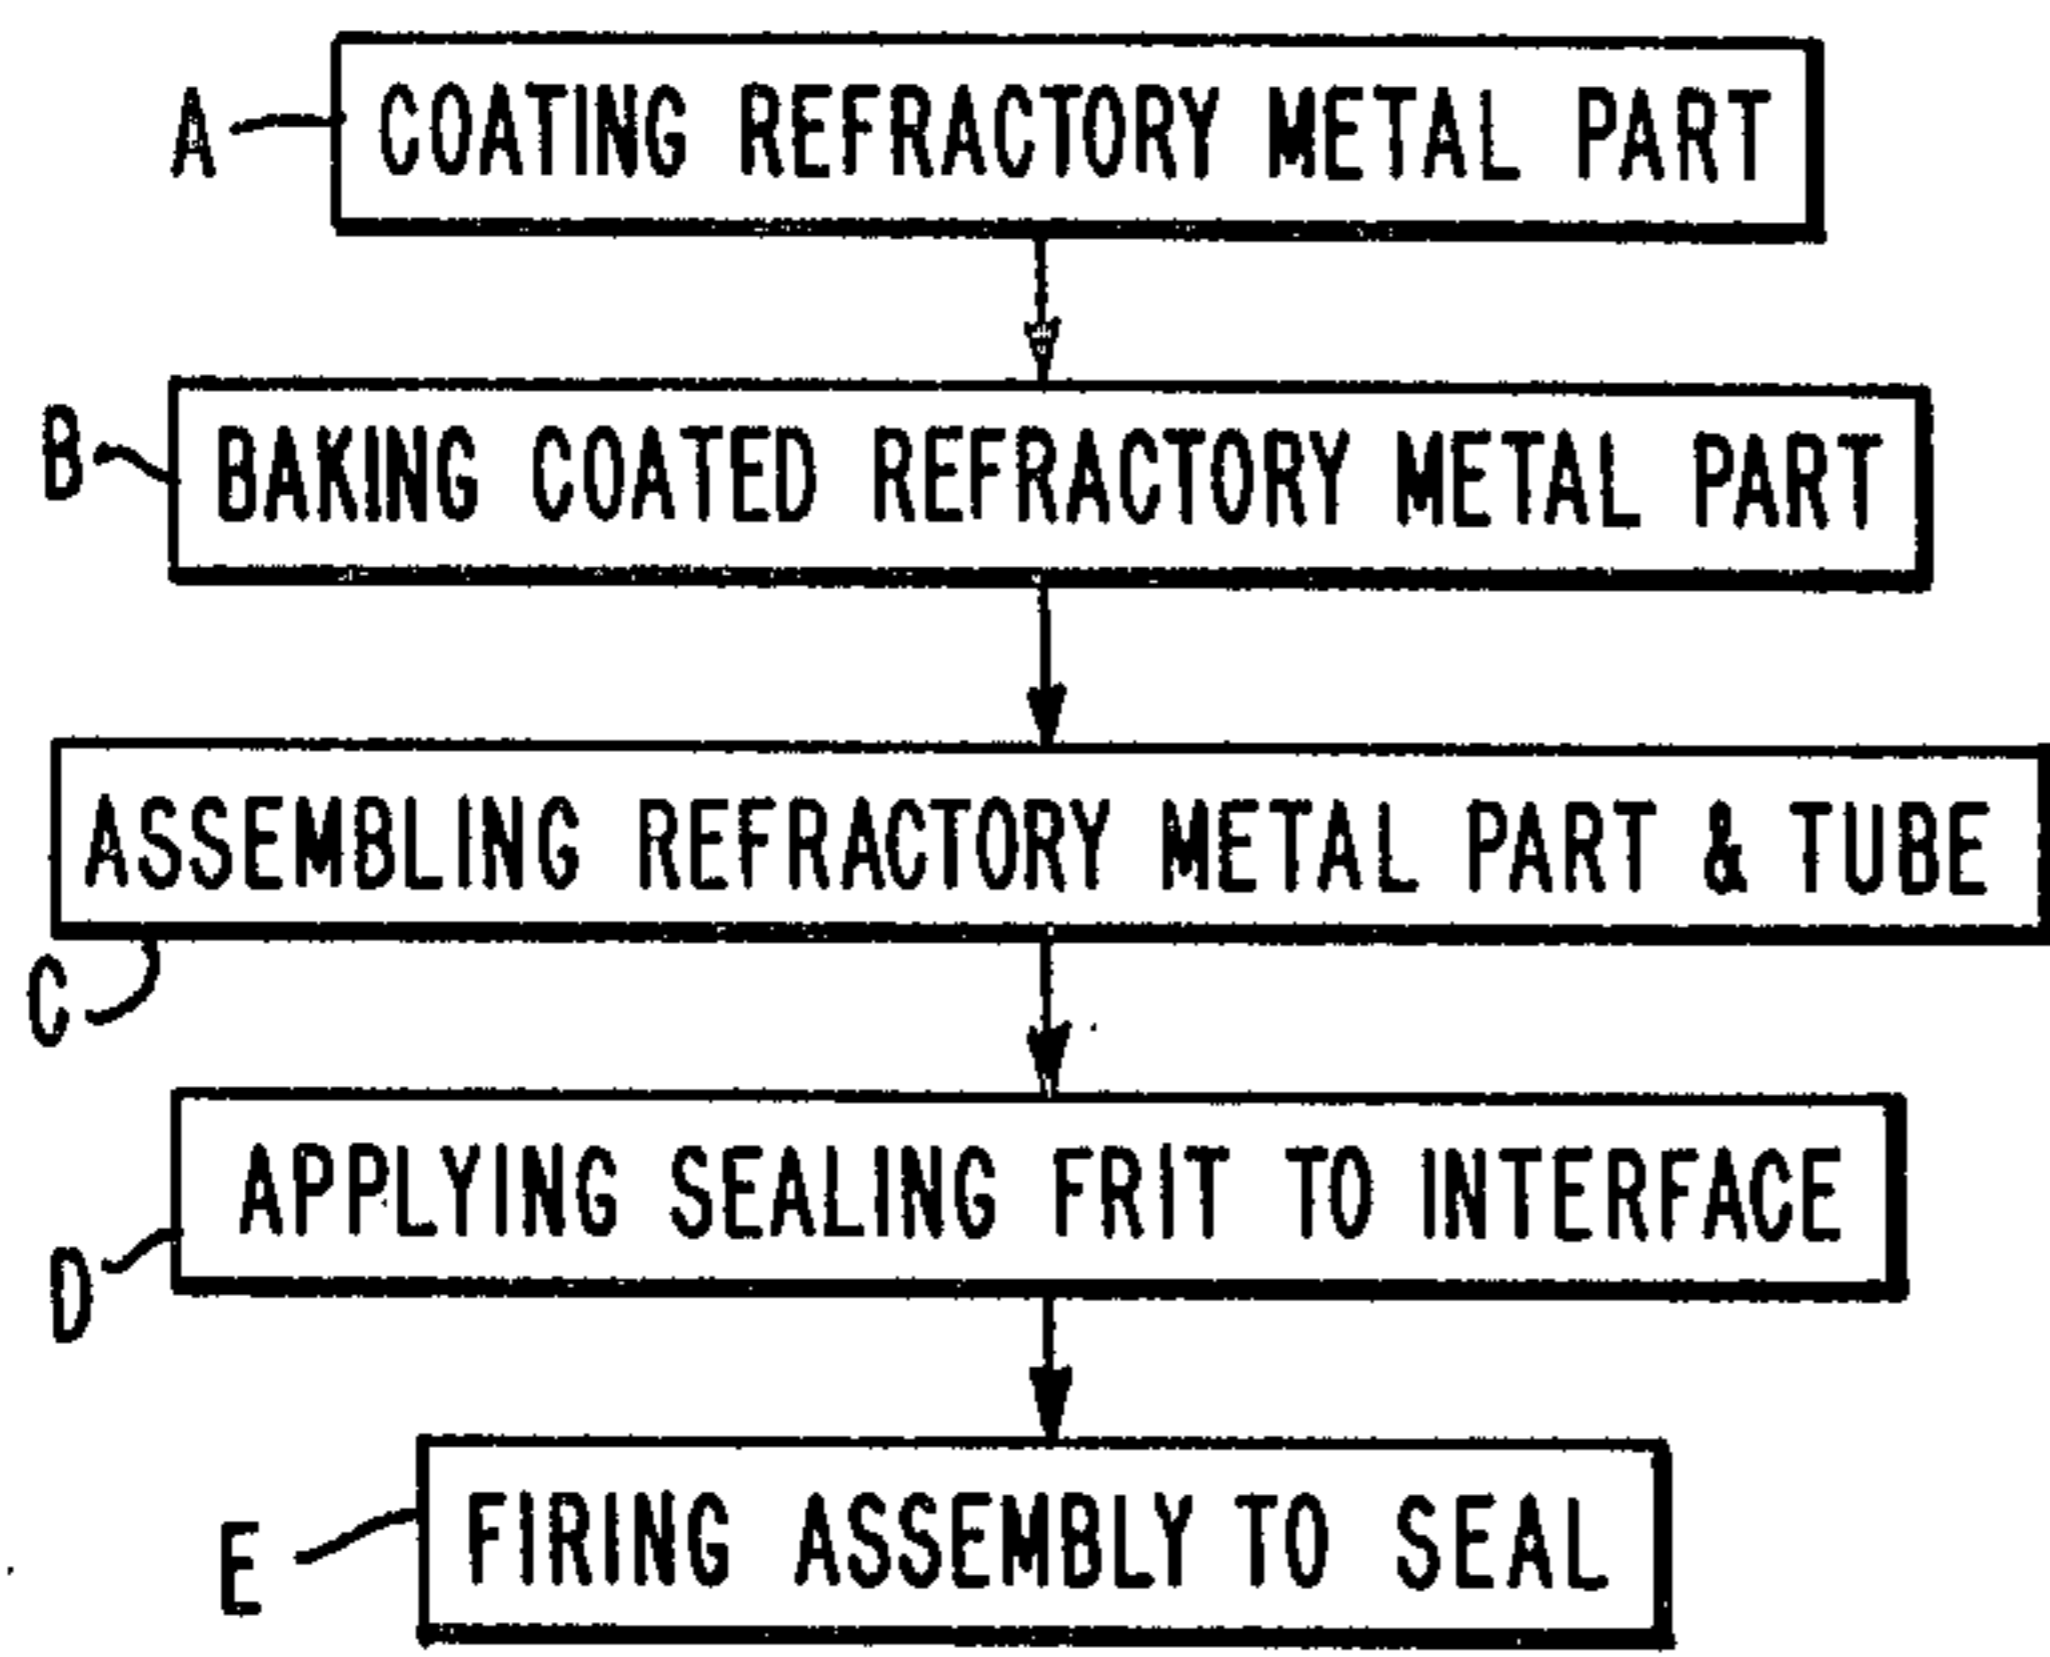 A COATING REFRACTORY METAL PART
B BAKING COATED REFRACTORY METAL PART
ASSEMBLING REFRACTORY METAL PART & TUBE
C
APPLYING SEALING FRIT TO INTERFACE
D
E FIRING ASSEMBLY TO SEAL